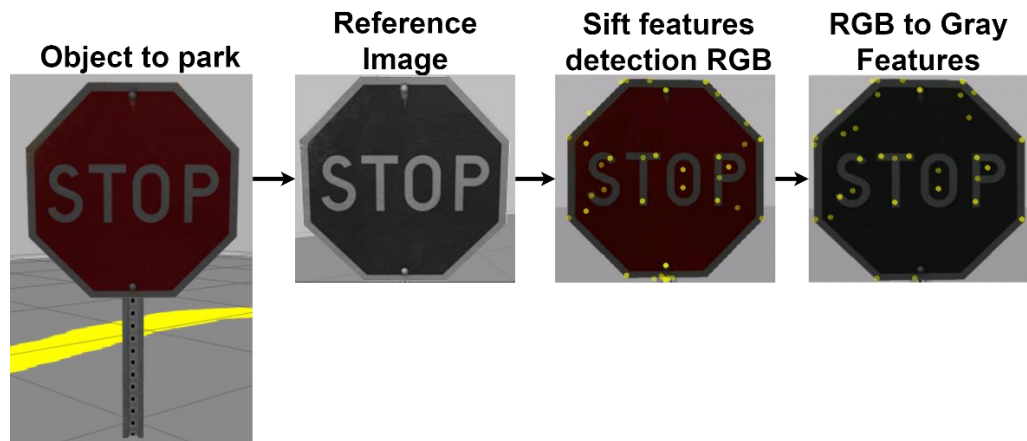 Object to park
Reference
Image
Sift features
detection RGB
RGB to Gray
Features
STOP
STOP
STOP
STOP